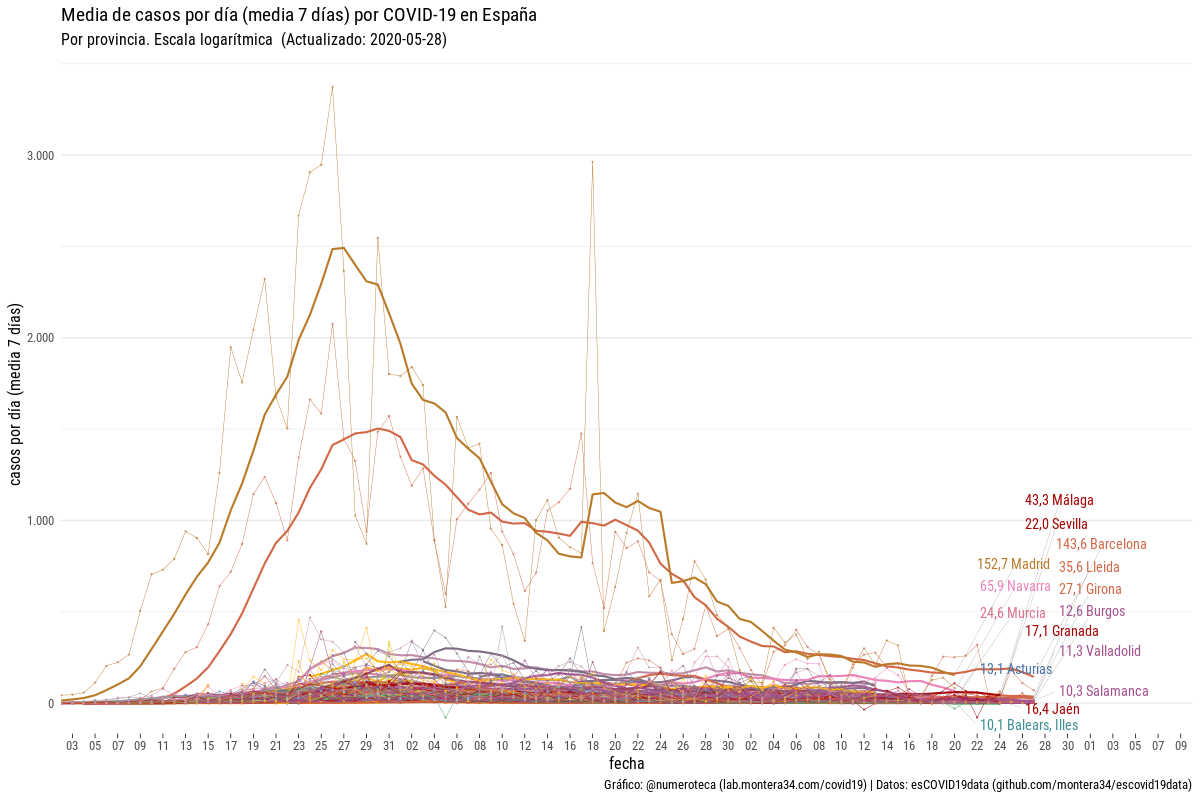 Media de casos por día (media 7 días) por COVID-19 en España
Por provincia. Escala logarítmica (Actualizado: 2020-05-28)
casos por día (media 7 días)
3.000
2.000
1.000
0
43,3 Málaga
22,0 Sevilla
143,6 Barcelona
152,7 Madrid
35,6 Lleida
65,9 Navarra
27,1 Girona
24,6 Murcia
12,6 Burgos
17,1 Granada
11,3 Valladolid
13,1 Asturias
10,3 Salamanca
16,4 Jaén
10,1 Balears, Illes
03 05 07 09 11 13 15 17 19 21 23 25 27 29 31 02 04 06 08 10 12 14 16 18 20 22 24 26 28 30 02 04 06 08 10 12 14 16 18 20 22 24 26 28 30 01 03 05 07 09
fecha
Gráfico: @numeroteca (lab.montera34.com/covid19) | Datos: esCOVID19data (github.com/montera34/escovid19data)